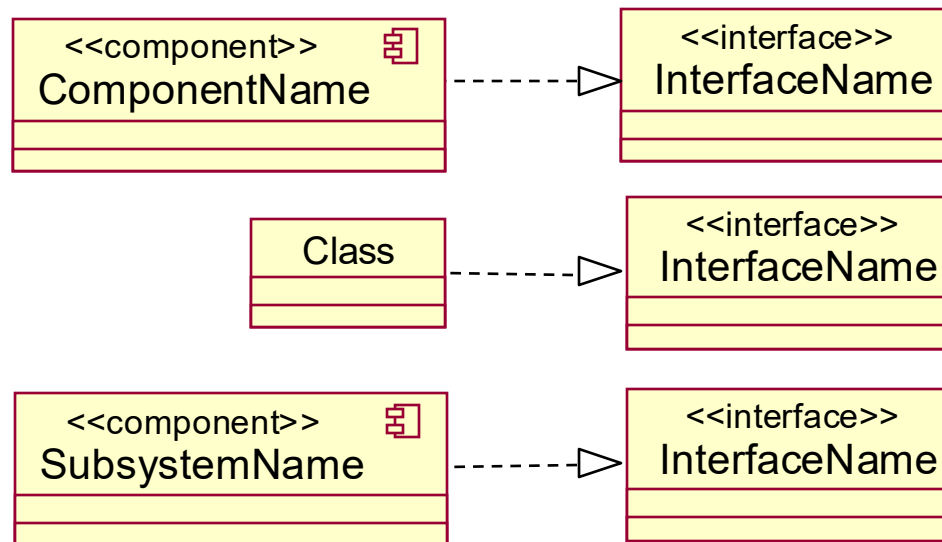 <<component>>
ComponentName
<<interface>>
InterfaceName
Class
<<interface>>
InterfaceName
<<component>>
SubsystemName
<<interface>>
InterfaceName